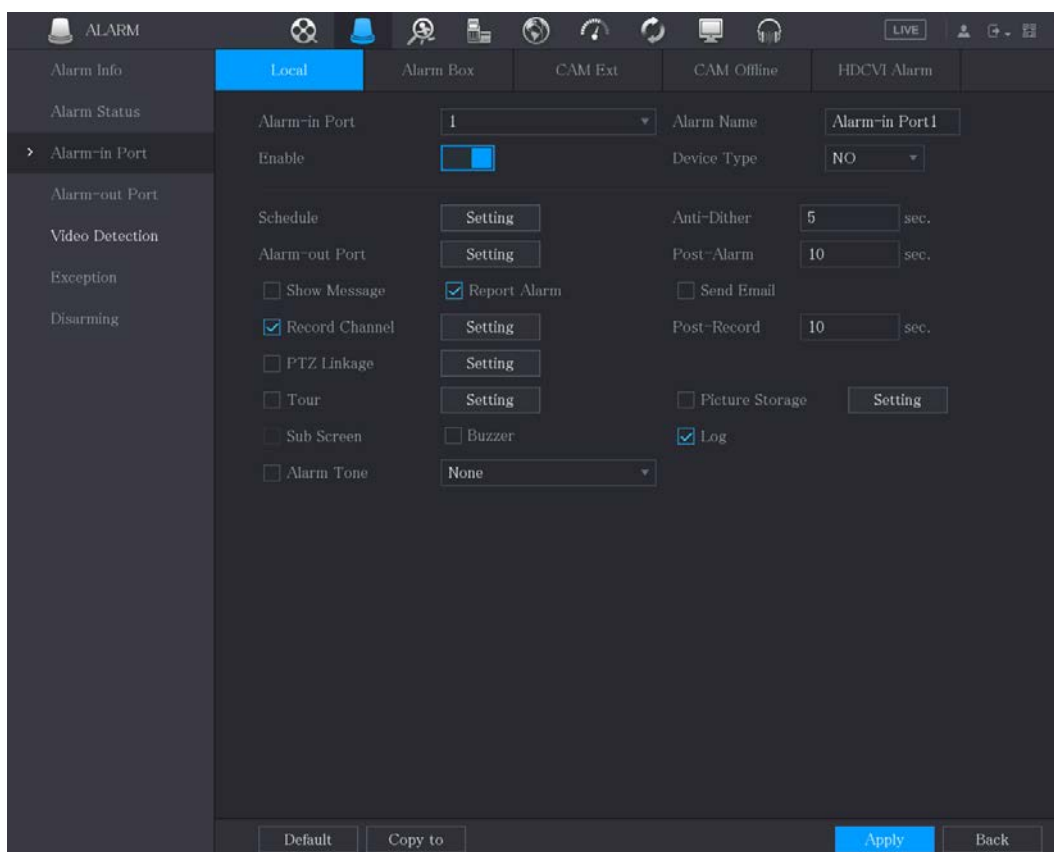 ALARM LIVE
Alarm Info
Alarm Status
Alarm-in Port
Alarm-out Port
Video Detection
Exception
Disarming
Local Alarm Box CAM Ext CAM Offline HDCVI Alarm
Alarm-in Port 1 Alarm Name Alarm-in Port1
Enable Device Type NO
Schedule Setting Anti-Dither 5 sec.
Alarm-out Port Setting Post-Alarm 10 sec.
Show Message Report Alarm Send Email
Record Channel Setting Post-Record 10 sec.
PTZ Linkage Setting
Tour Setting Picture Storage Setting
Sub Screen Buzzer Log
Alarm Tone None
Default Copy to Apply Back